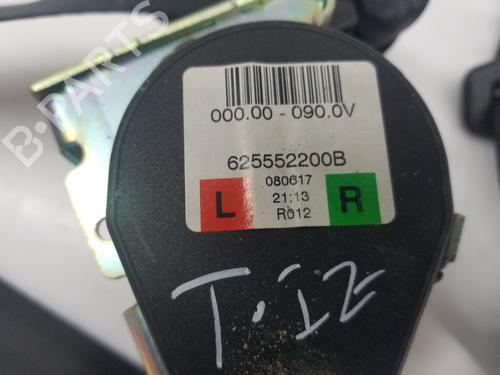 B-PARTS
000.00 - 090.0V
625552200B
L
080617
21:13
R012
R
T.12